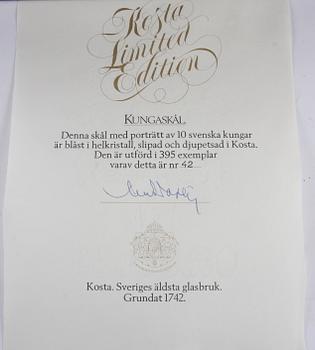 Kosta
Limited
Edition
KUNGASKÅL.
Denna skål med porträtt av 10 svenska kungar
är blåst i helkristall, slipad och djupetsad i Kosta.
Den är utförd i 395 exemplar
varav detta är nr 42
Kosta. Sveriges äldsta glasbruk.
Grundat 1742.